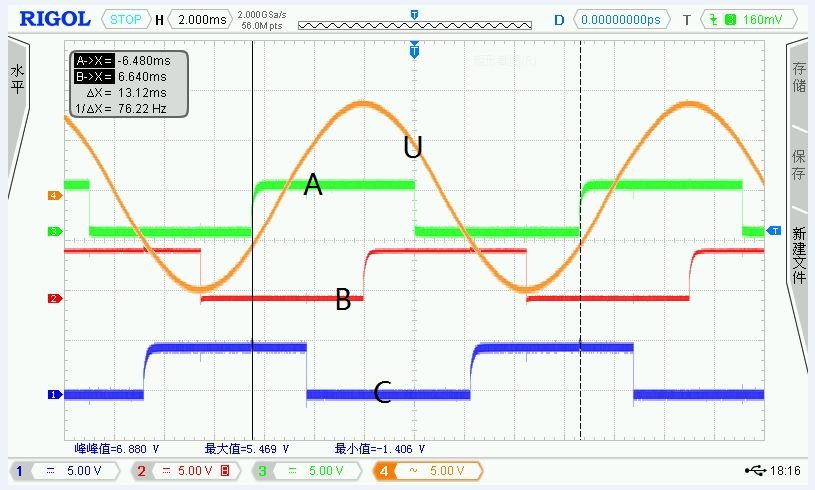 RIGOL STOP H 2.000ms 2.000GSa/s 56.0M pts T D 0.00000000ps T 3 160mV
水平
A->X= -6.480ms
B->X= 6.640ms
ΔX= 13.12ms
1/ΔX= 76.22 Hz
T
U
A
B
C
4
3
2
1
T
存储
保存
新建文件
峰峰值=6.880 V 最大值=5.469 V 最小值=-1.406 V
1 5.00 V 2 5.00 V B 3 5.00 V 4 ~ 5.00 V 18:16